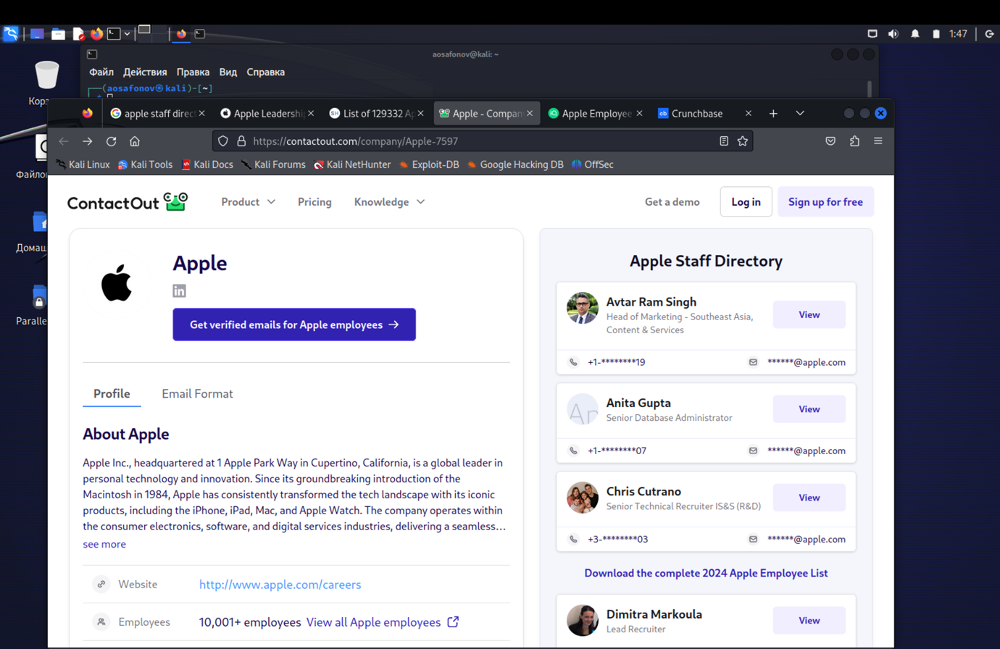 1:47
aosafonov@kali: ~
Файл Действия Правка Вид Справка
(aosafonov㉿kali)-[~]
apple staff direct
Apple Leadershi
List of 129332 Ap
Apple - Compan
Apple Employee
Crunchbase
https://contactout.com/company/Apple-7597
Kali Linux Kali Tools Kali Docs Kali Forums Kali NetHunter Exploit-DB Google Hacking DB OffSec
ContactOut
Product Pricing Knowledge Get a demo Log in Sign up for free
Apple
Get verified emails for Apple employees →
Profile Email Format
About Apple
Apple Inc., headquartered at 1 Apple Park Way in Cupertino, California, is a global leader in
personal technology and innovation. Since its groundbreaking introduction of the
Macintosh in 1984, Apple has consistently transformed the tech landscape with its iconic
products, including the iPhone, iPad, Mac, and Apple Watch. The company operates within
the consumer electronics, software, and digital services industries, delivering a seamless...
see more
Website http://www.apple.com/careers
Employees 10,001+ employees View all Apple employees
Apple Staff Directory
Avtar Ram Singh
Head of Marketing - Southeast Asia,
Content & Services
View
+1-********19 ******@apple.com
Ar
Anita Gupta
Senior Database Administrator
View
+1-********07 ******@apple.com
Chris Cutrano
Senior Technical Recruiter IS&S (R&D)
View
+3-********03 ******@apple.com
Download the complete 2024 Apple Employee List
Dimitra Markoula
Lead Recruiter
View
Корз
Файло
Домаш
Paralle